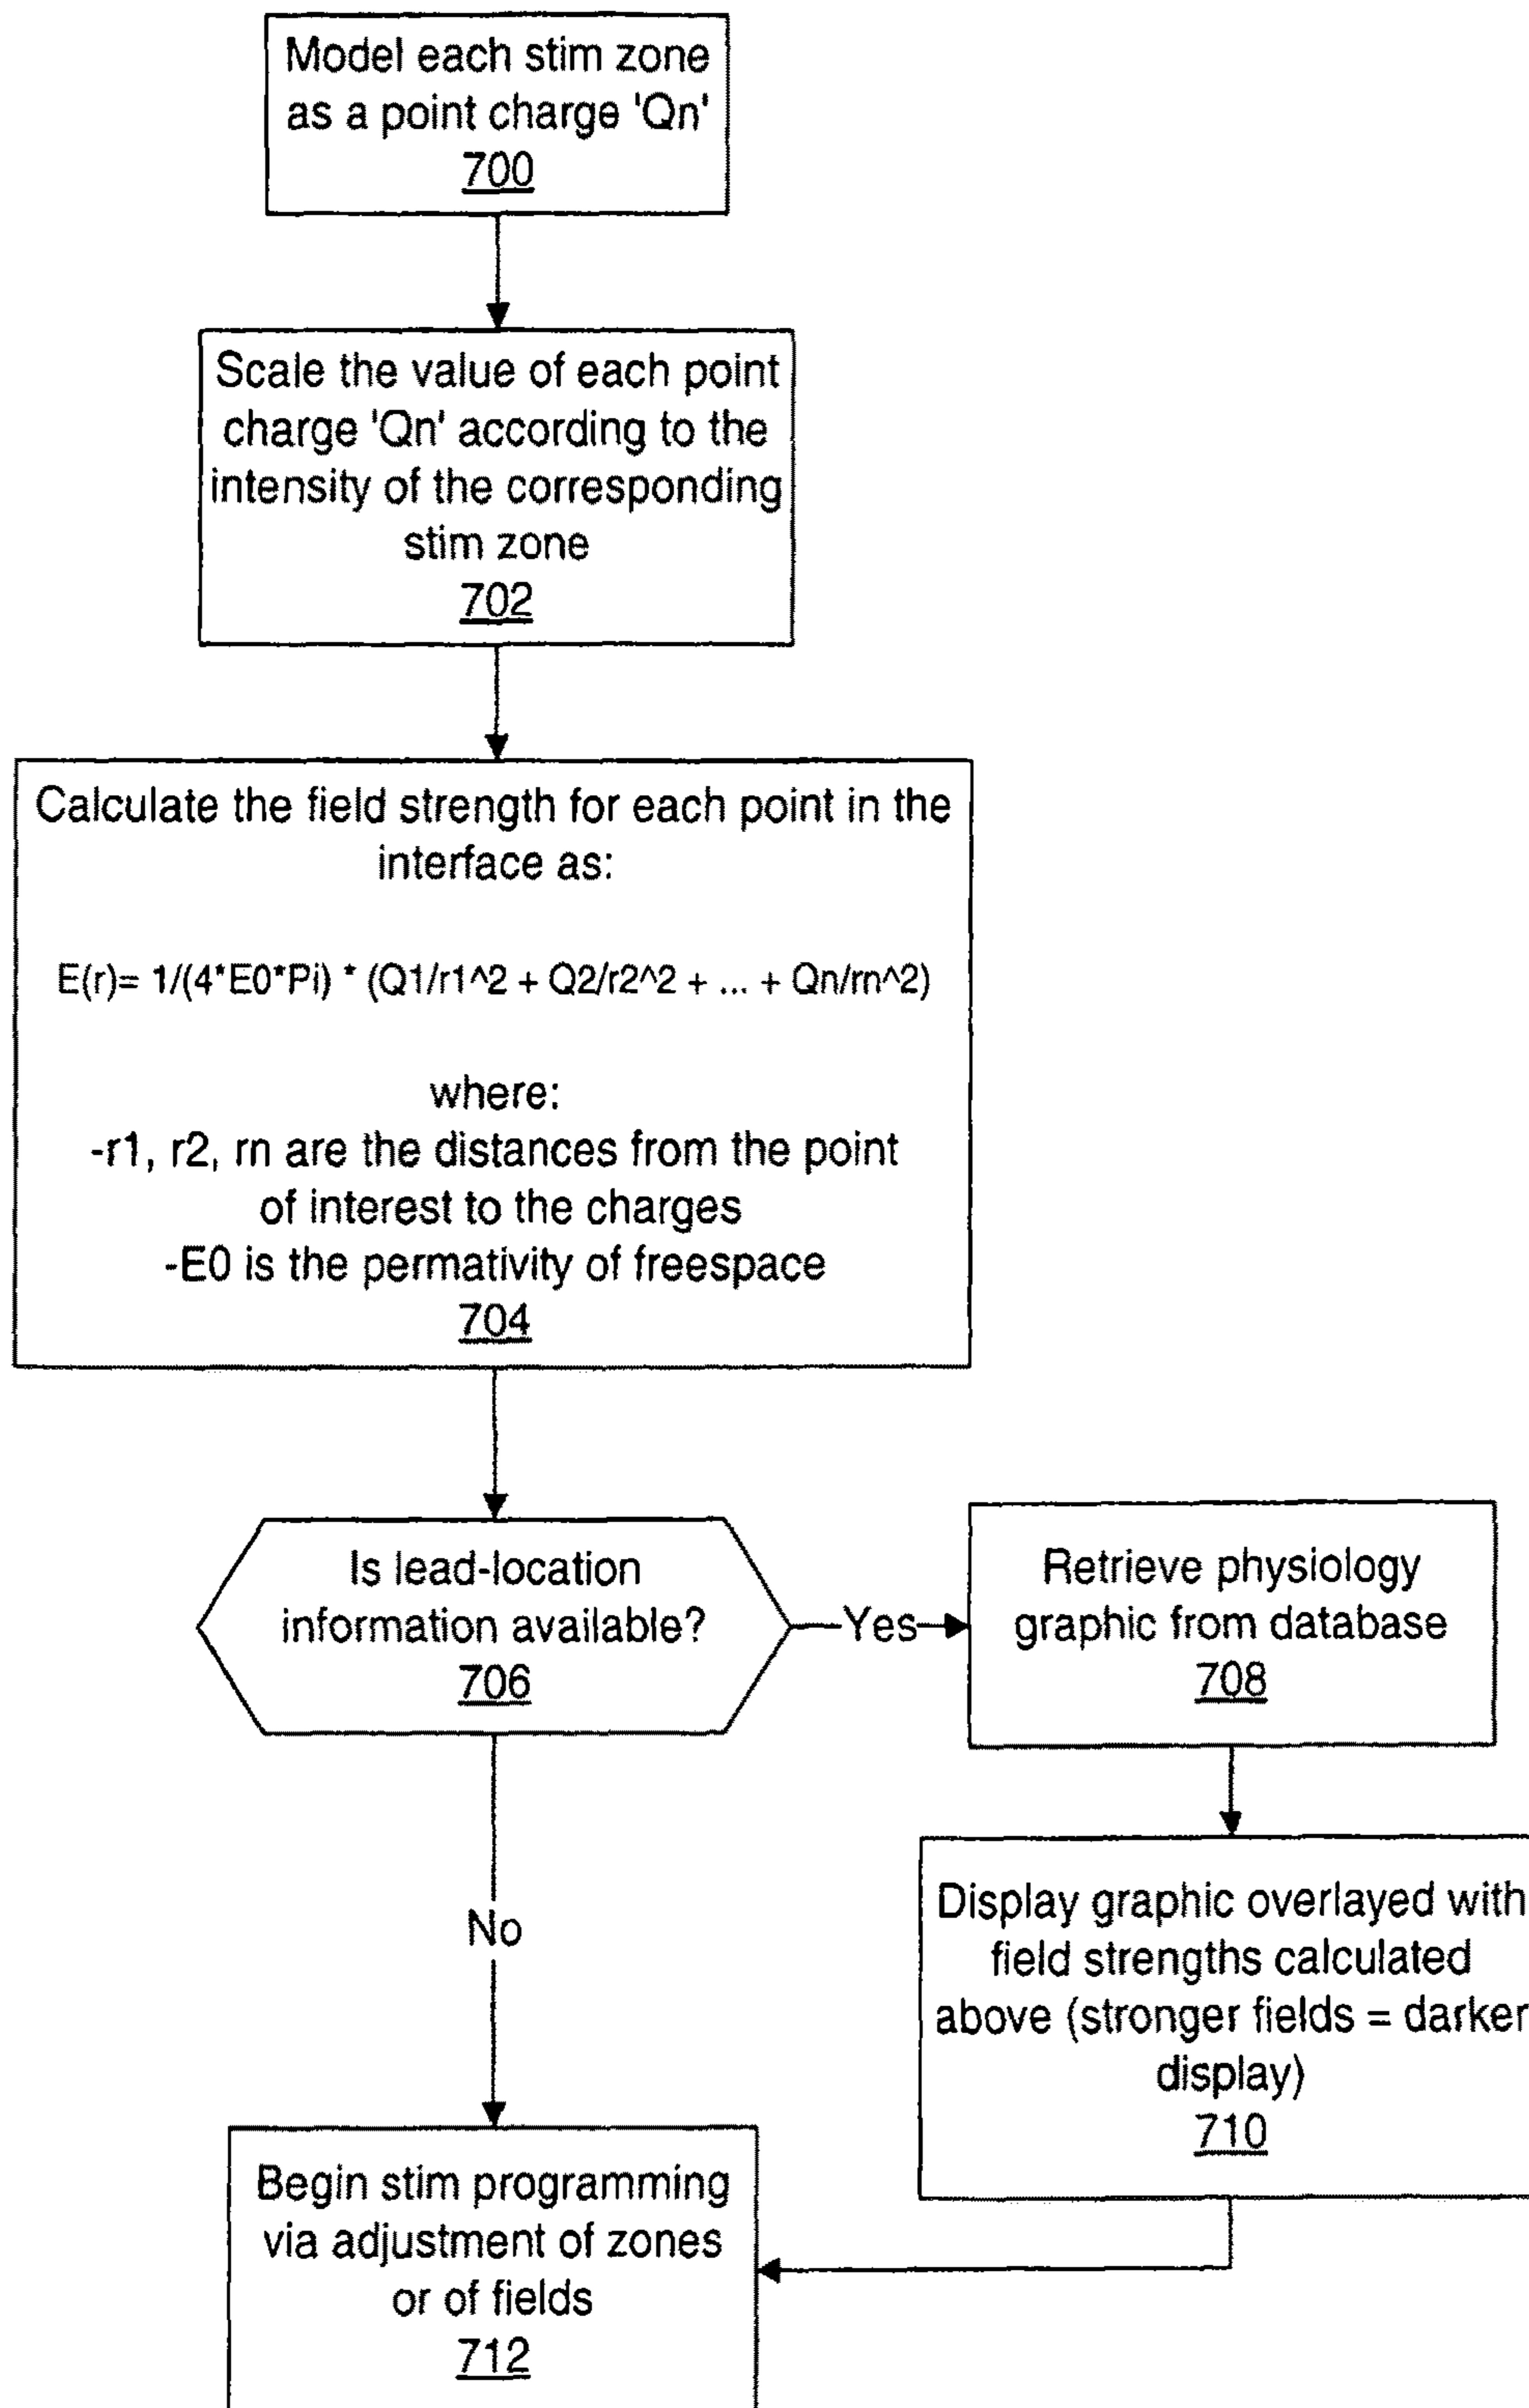 Model each stim zone
as a point charge 'Qn'
700
Scale the value of each point
charge 'Qn' according to the
intensity of the corresponding
stim zone
702
Calculate the field strength for each point in the
interface as:
E(r)= 1/(4*E0*Pi) * (Q1/r1^2 + Q2/r2^2 + ... + Qn/rn^2)
where:
-r1, r2, rn are the distances from the point
of interest to the charges
-E0 is the permativity of freespace
704
Is lead-location
information available?
706
Yes
Retrieve physiology
graphic from database
708
No
Display graphic overlayed with
field strengths calculated
above (stronger fields = darker
display)
710
Begin stim programming
via adjustment of zones
or of fields
712